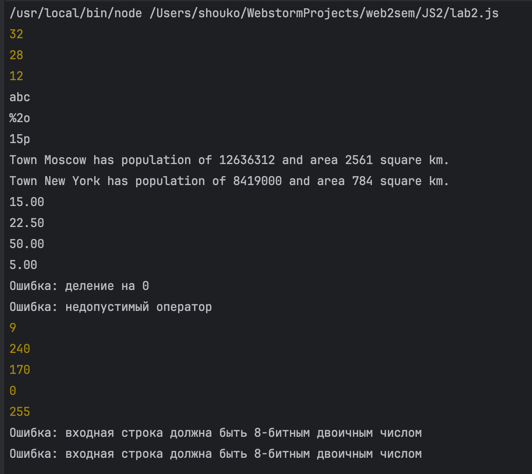 /usr/local/bin/node /Users/shouko/WebstormProjects/web2sem/JS2/lab2.js
32
28
12
abc
%2o
15p
Town Moscow has population of 12636312 and area 2561 square km.
Town New York has population of 8419000 and area 784 square km.
15.00
22.50
50.00
5.00
Ошибка: деление на 0
Ошибка: недопустимый оператор
9
240
170
0
255
Ошибка: входная строка должна быть 8-битным двоичным числом
Ошибка: входная строка должна быть 8-битным двоичным числом